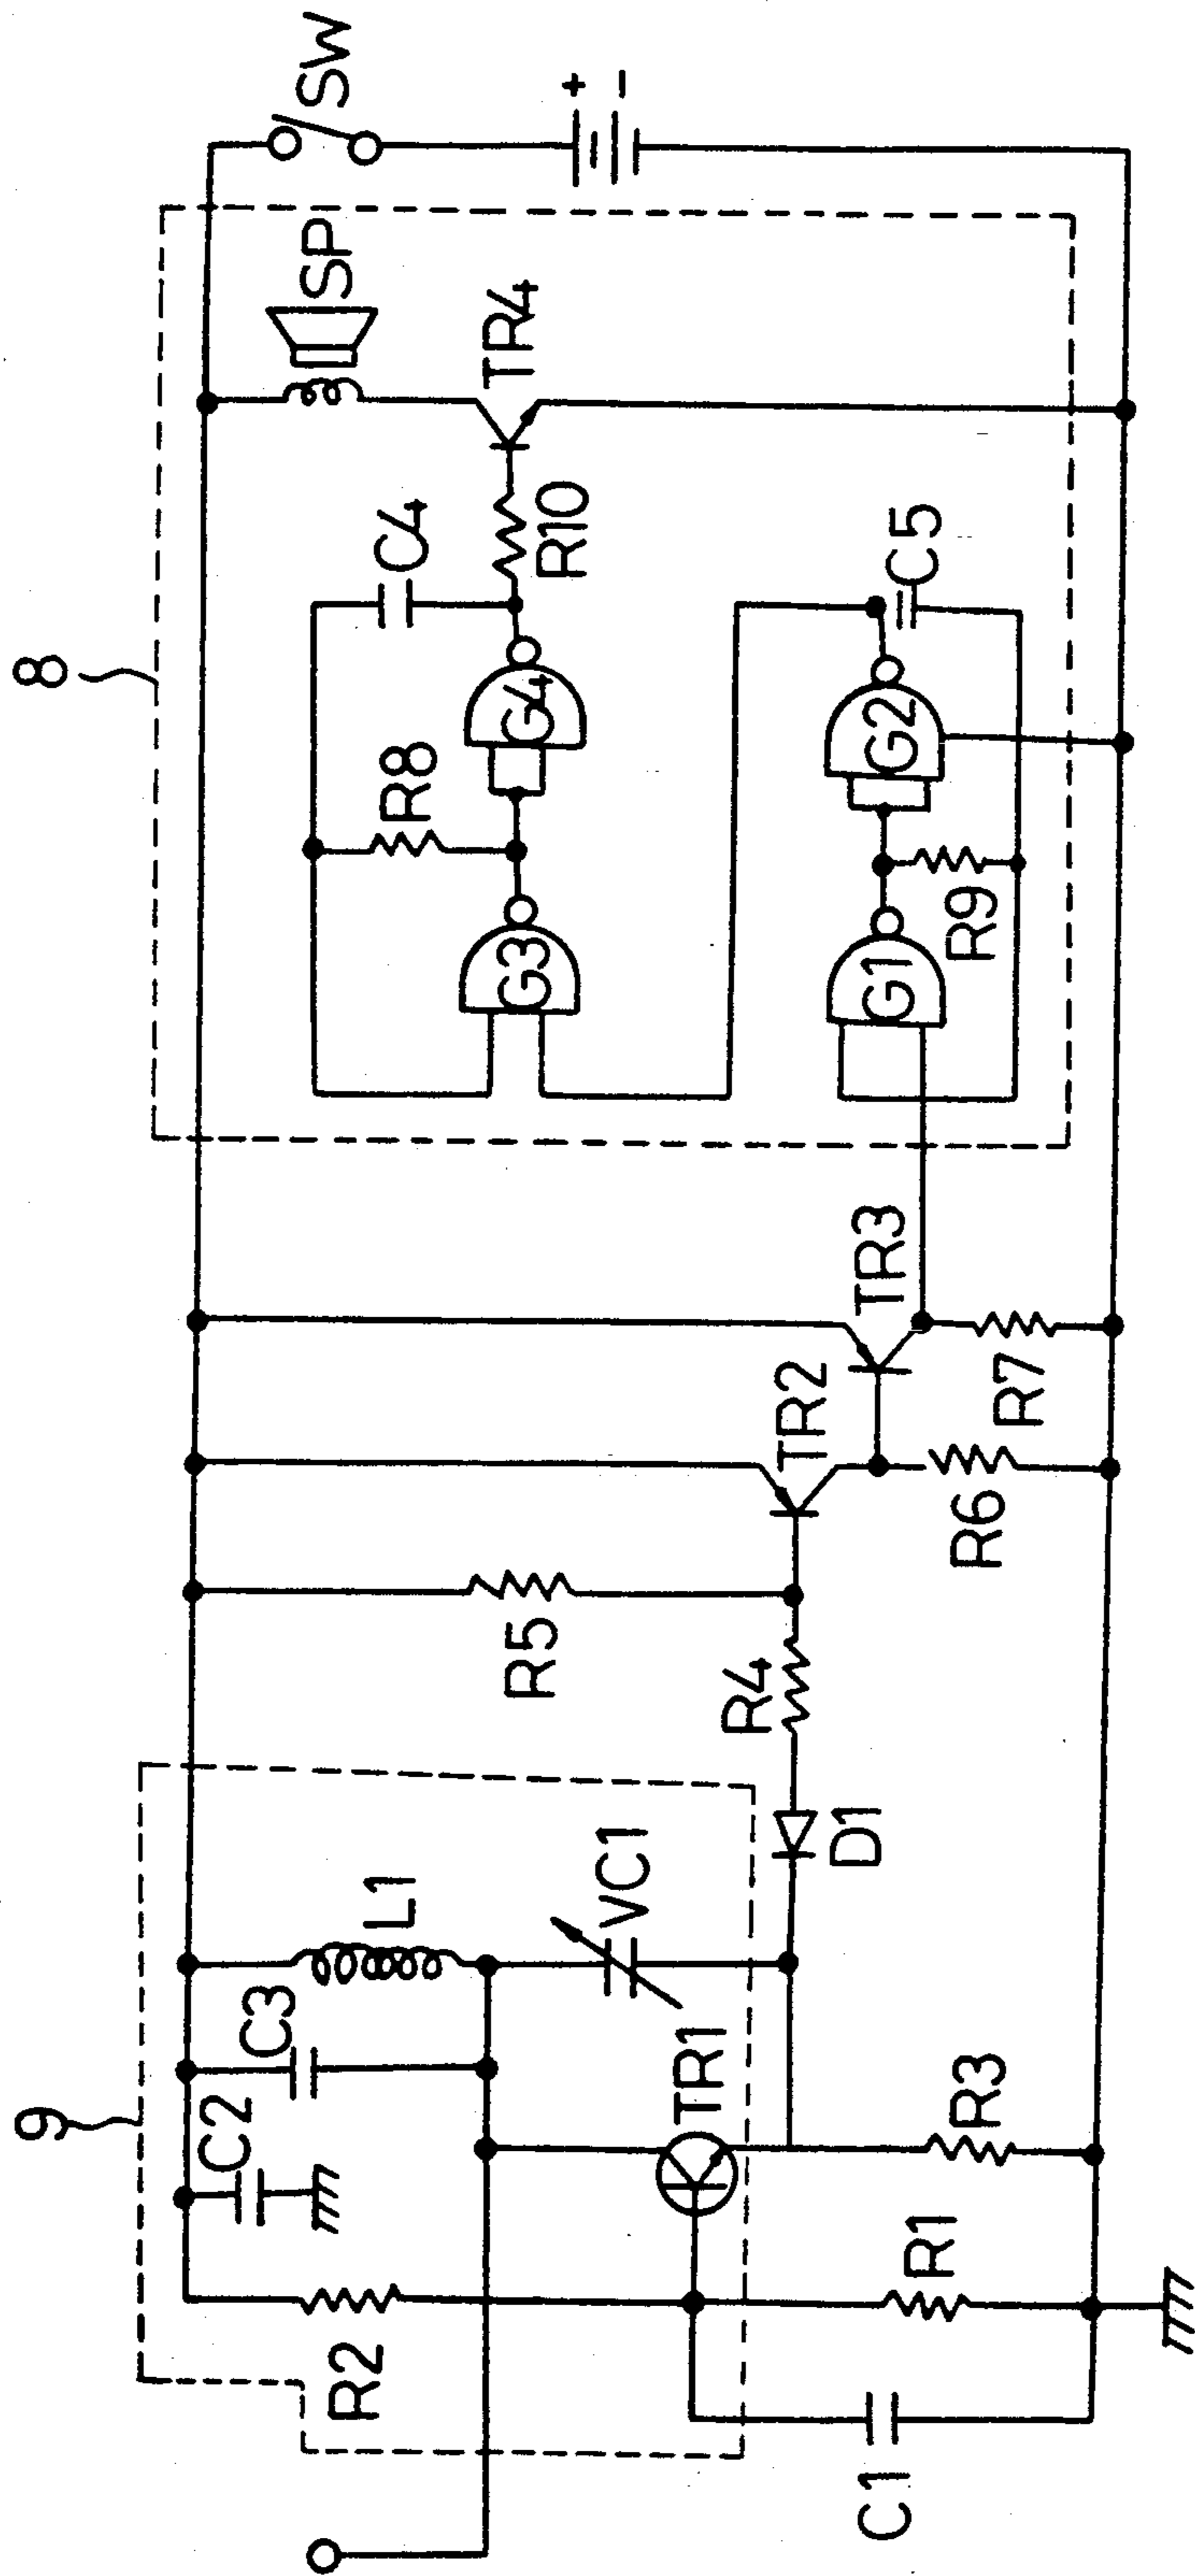 8
9
SW
+
-
SP
TR4
C4
R10
R8
G4
G3
C5
G2
R9
G1
TR3
R7
TR2
R6
R5
R4
D1
L1
VC1
C3
C2
TR1
R3
R2
R1
C1